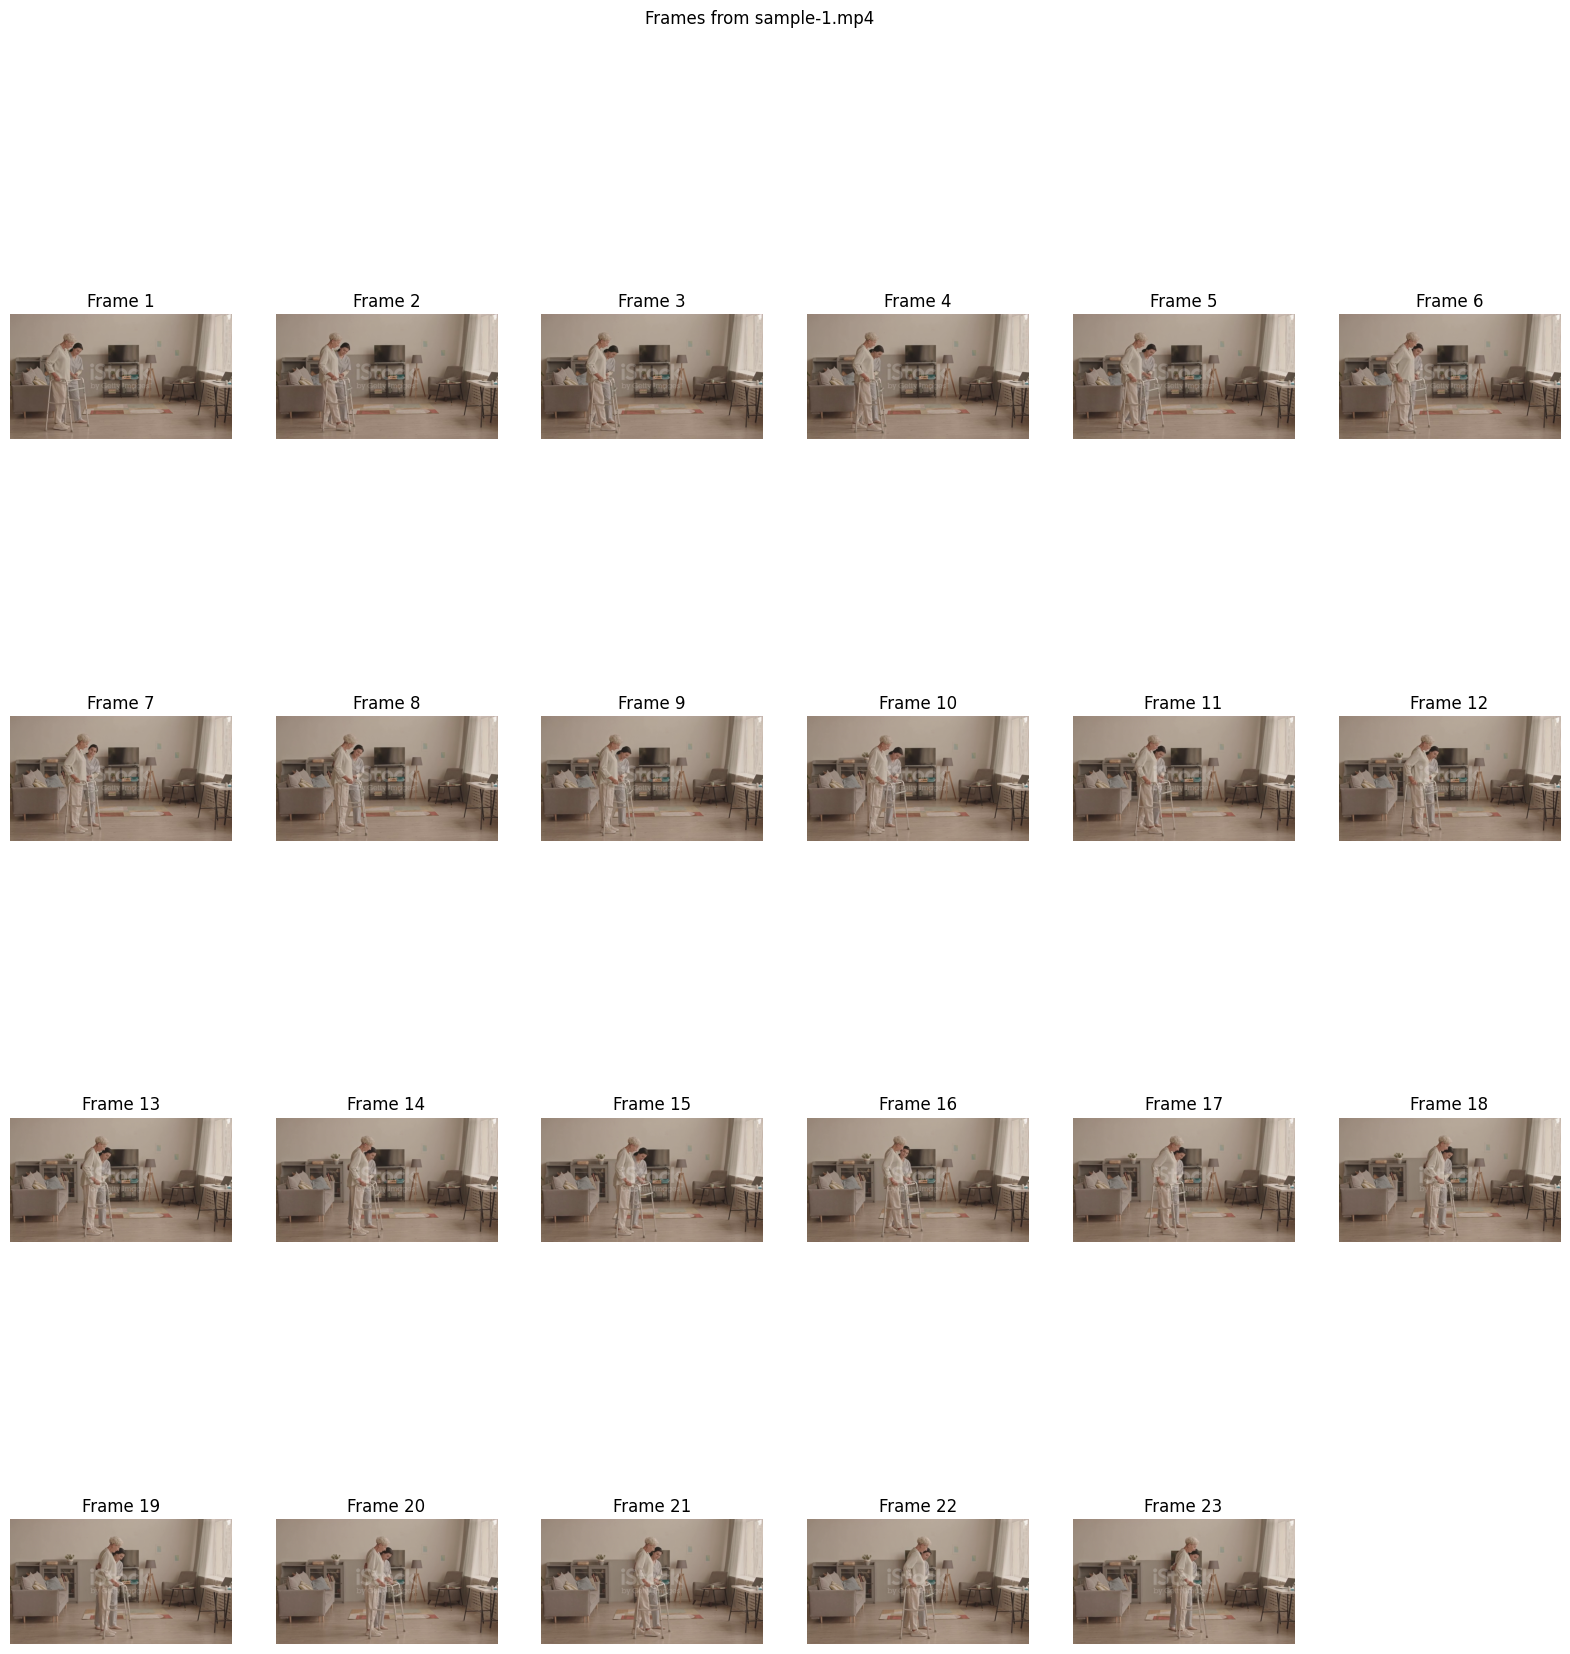 Frames from sample-1.mp4
Frame 1
Frame 2
Frame 3
Frame 4
Frame 5
Frame 6
Frame 7
Frame 8
Frame 9
Frame 10
Frame 11
Frame 12
Frame 13
Frame 14
Frame 15
Frame 16
Frame 17
Frame 18
Frame 19
Frame 20
Frame 21
Frame 22
Frame 23